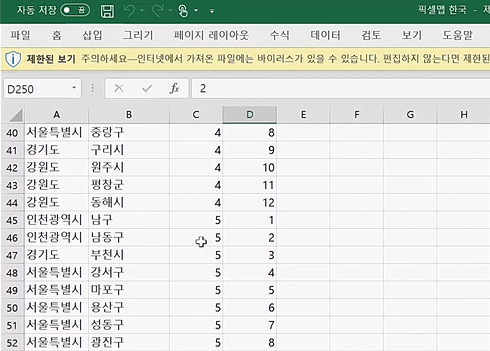 자동 저장 끔 픽셀맵 한국 - 제
파일 홈 삽입 그리기 페이지 레이아웃 수식 데이터 검토 보기 도움말
제한된 보기 주의하세요—인터넷에서 가져온 파일에는 바이러스가 있을 수 있습니다. 편집하지 않는다면 제한된
D250 fx 2
A B C D E F G H
40 서울특별시 중랑구 4 8
41 경기도 구리시 4 9
42 강원도 원주시 4 10
43 강원도 평창군 4 11
44 강원도 동해시 4 12
45 인천광역시 남구 5 1
46 인천광역시 남동구 5 2
47 경기도 부천시 5 3
48 서울특별시 강서구 5 4
49 서울특별시 마포구 5 5
50 서울특별시 용산구 5 6
51 서울특별시 성동구 5 7
52 서울특별시 광진구 5 8